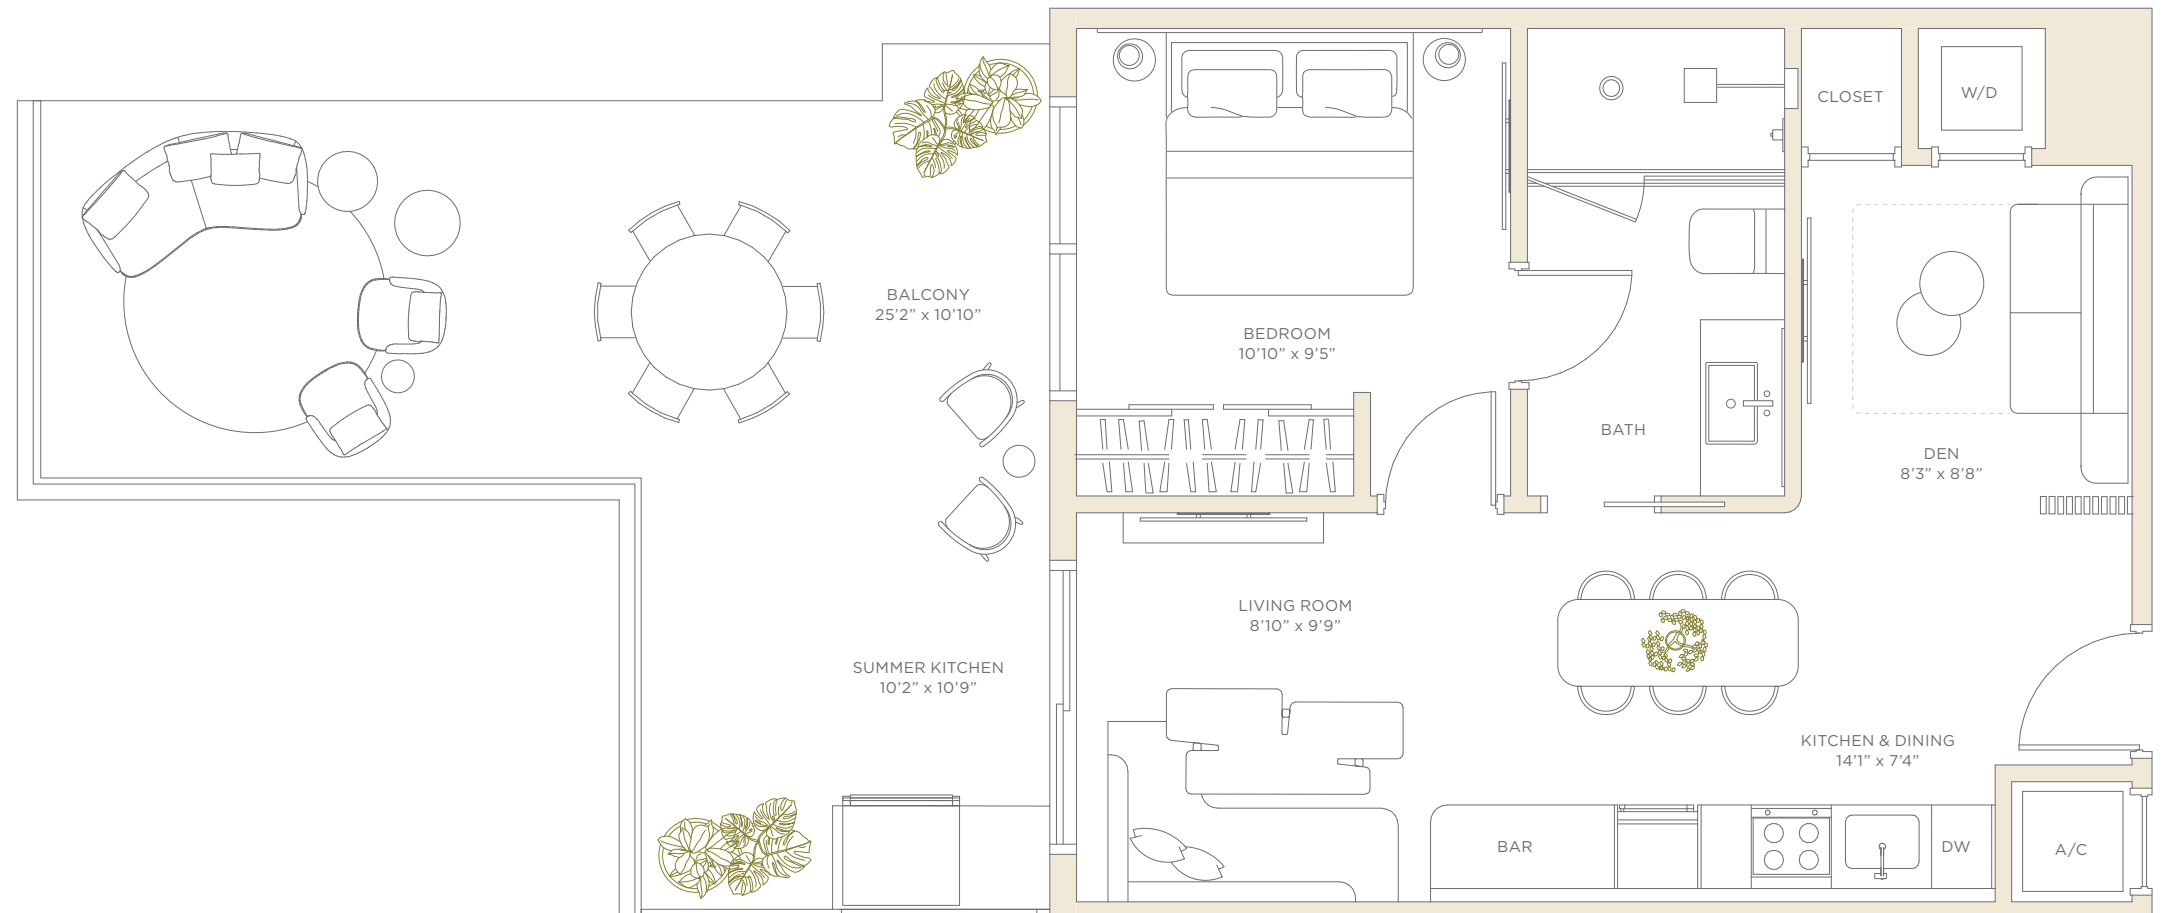 CLOSET
W/D
BALCONY
25'2" x 10'10"
BEDROOM
10'10" x 9'5"
BATH
DEN
8'3" x 8'8"
LIVING ROOM
8'10" x 9'9"
SUMMER KITCHEN
10'2" x 10'9"
KITCHEN & DINING
14'1" x 7'4"
BAR
DW
A/C